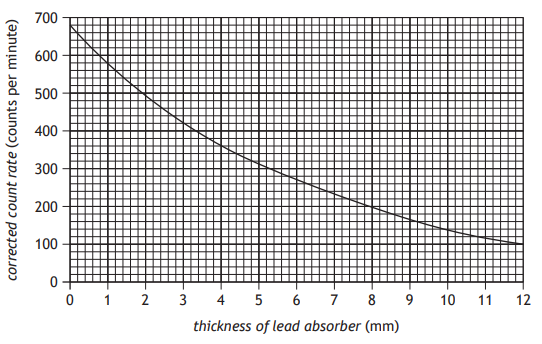 corrected count rate (counts per minute)
700
600
500
400
300
200
100
0
0 1 2 3 4 5 6 7 8 9 10 11 12
thickness of lead absorber (mm)